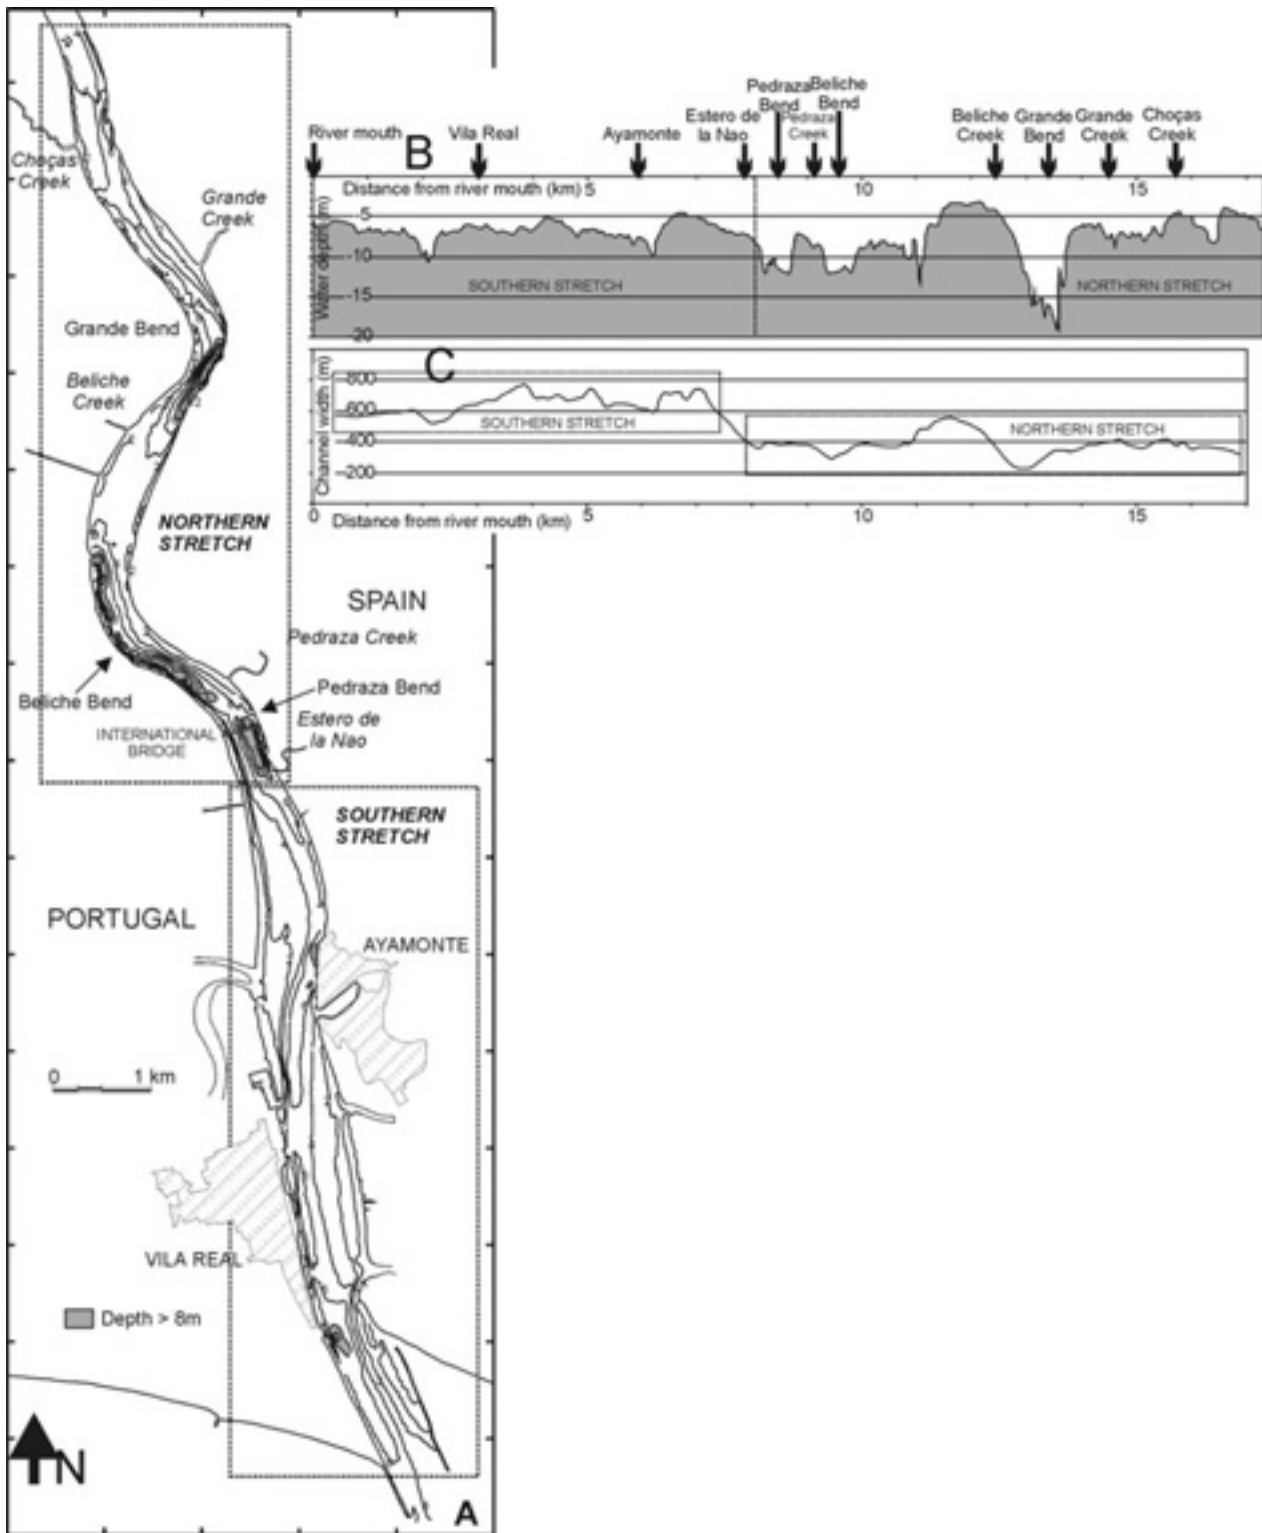 Choças
Creek
Grande
Creek
Grande Bend
Beliche
Creek
NORTHERN
STRETCH
SPAIN
Pedraza Creek
Pedraza Bend
Beliche Bend
Estero de
la Nao
INTERNATIONAL
BRIDGE
SOUTHERN
STRETCH
PORTUGAL
AYAMONTE
0 1 km
VILA REAL
Depth > 8m
N
A
River mouth
B
Vila Real
Ayamonte
Estero de
la Nao
Pedraza
Bend
Pedraza
Creek
Beliche
Bend
Beliche
Creek
Grande
Bend
Grande
Creek
Choças
Creek
Distance from river mouth (km) 5 10 15
Water depth (m)
-5
-10
-15
-20
SOUTHERN STRETCH
NORTHERN STRETCH
C
Channel width (m)
800
600
400
200
SOUTHERN STRETCH
NORTHERN STRETCH
0 5 10 15
Distance from river mouth (km)